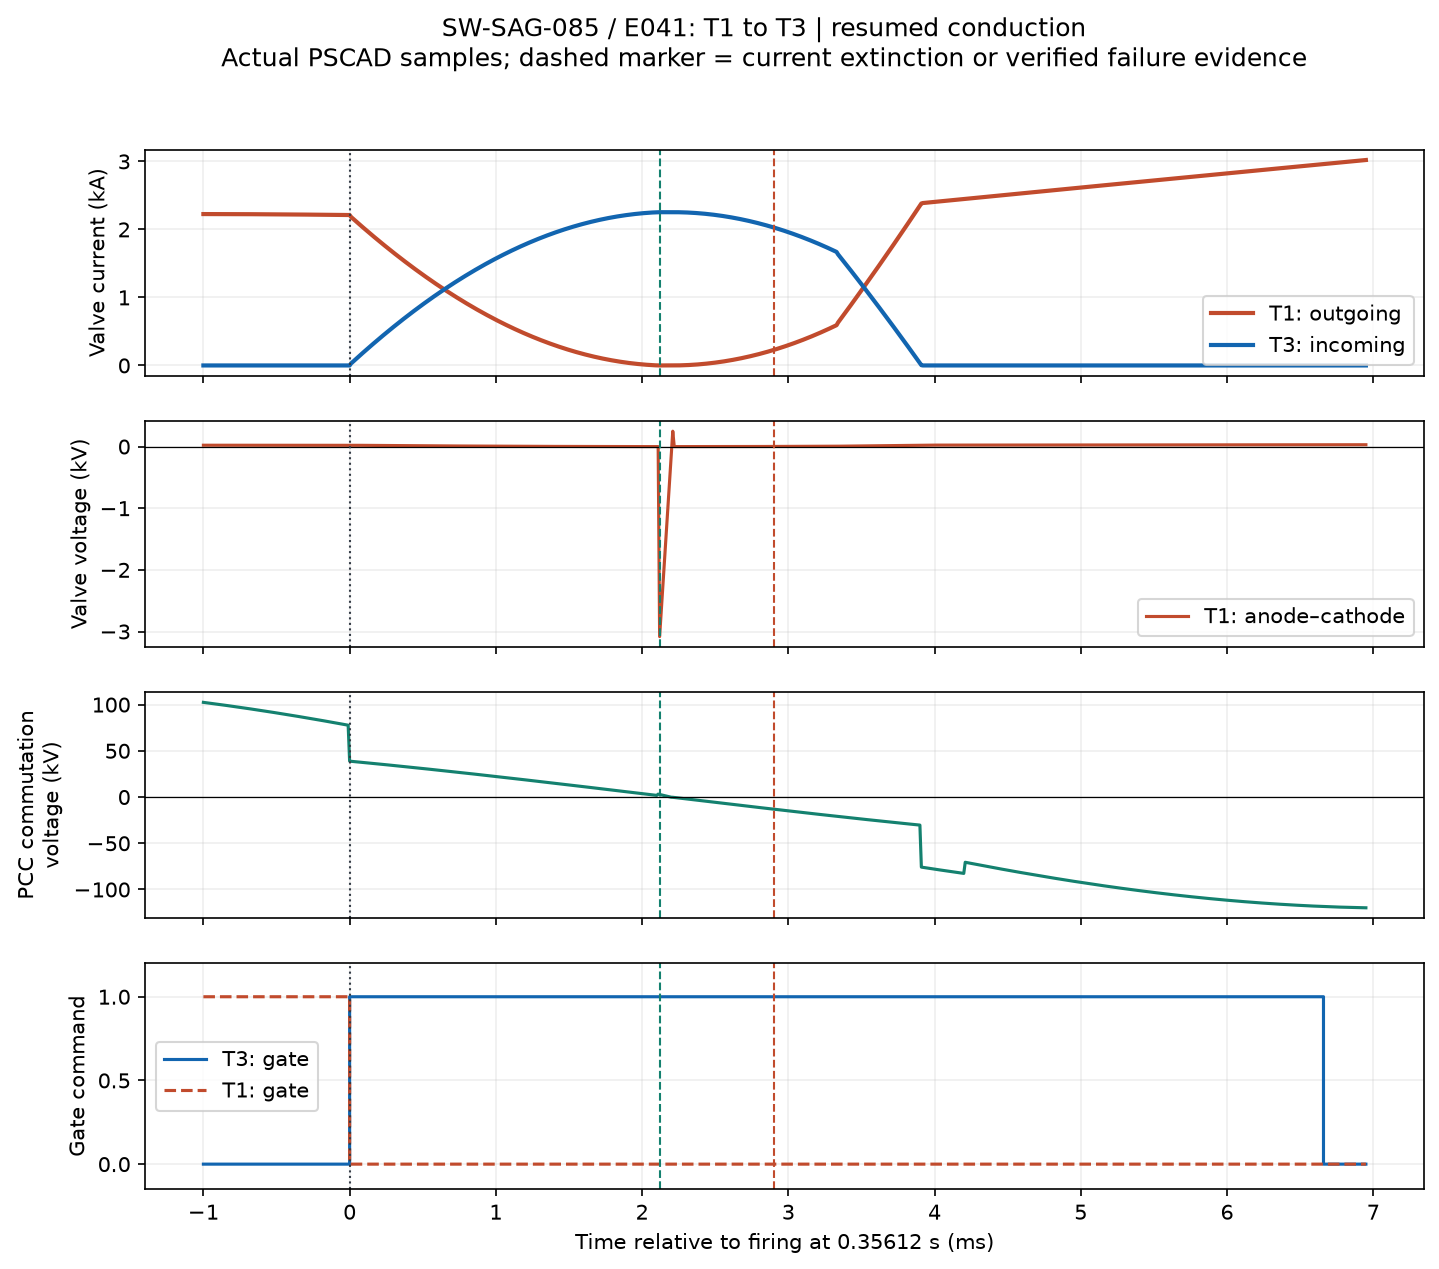 SW-SAG-085 / E041: T1 to T3 | resumed conduction
Actual PSCAD samples; dashed marker = current extinction or verified failure evidence
Valve current (kA)
3
2
1
0
T1: outgoing
T3: incoming
Valve voltage (kV)
0
−1
−2
−3
T1: anode–cathode
PCC commutation
voltage (kV)
100
50
0
−50
−100
Gate command
1.0
0.5
0.0
T3: gate
T1: gate
−1 0 1 2 3 4 5 6 7
Time relative to firing at 0.35612 s (ms)